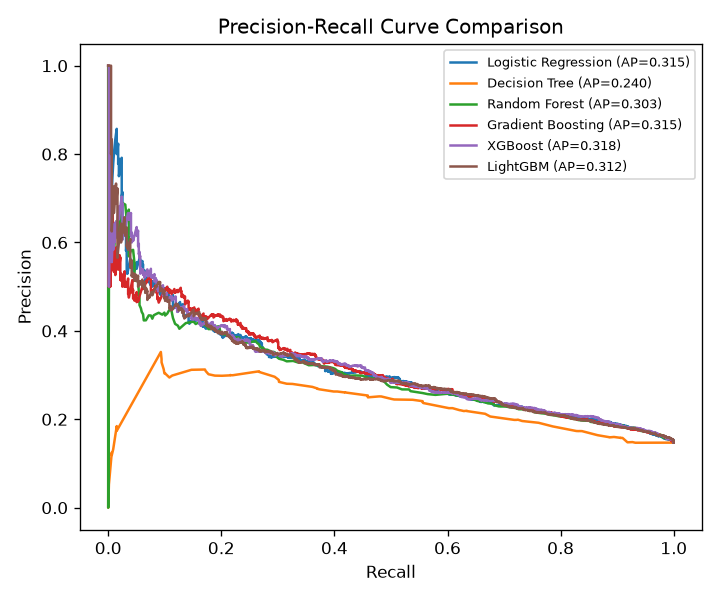 Precision-Recall Curve Comparison
Logistic Regression (AP=0.315)
Decision Tree (AP=0.240)
Random Forest (AP=0.303)
Gradient Boosting (AP=0.315)
XGBoost (AP=0.318)
LightGBM (AP=0.312)
Precision
1.0
0.8
0.6
0.4
0.2
0.0
0.0 0.2 0.4 0.6 0.8 1.0
Recall